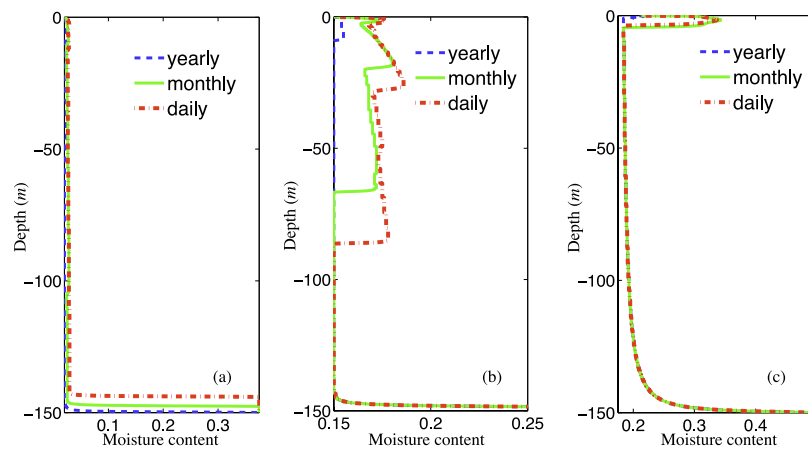 0
−50
−100
−150
Depth (m)
yearly
monthly
daily
(a)
0.1
0.2
0.3
Moisture content
0
−50
−100
−150
Depth (m)
yearly
monthly
daily
(b)
0.15
0.2
0.25
Moisture content
0
−50
−100
−150
Depth (m)
yearly
monthly
daily
(c)
0.2
0.3
0.4
Moisture content